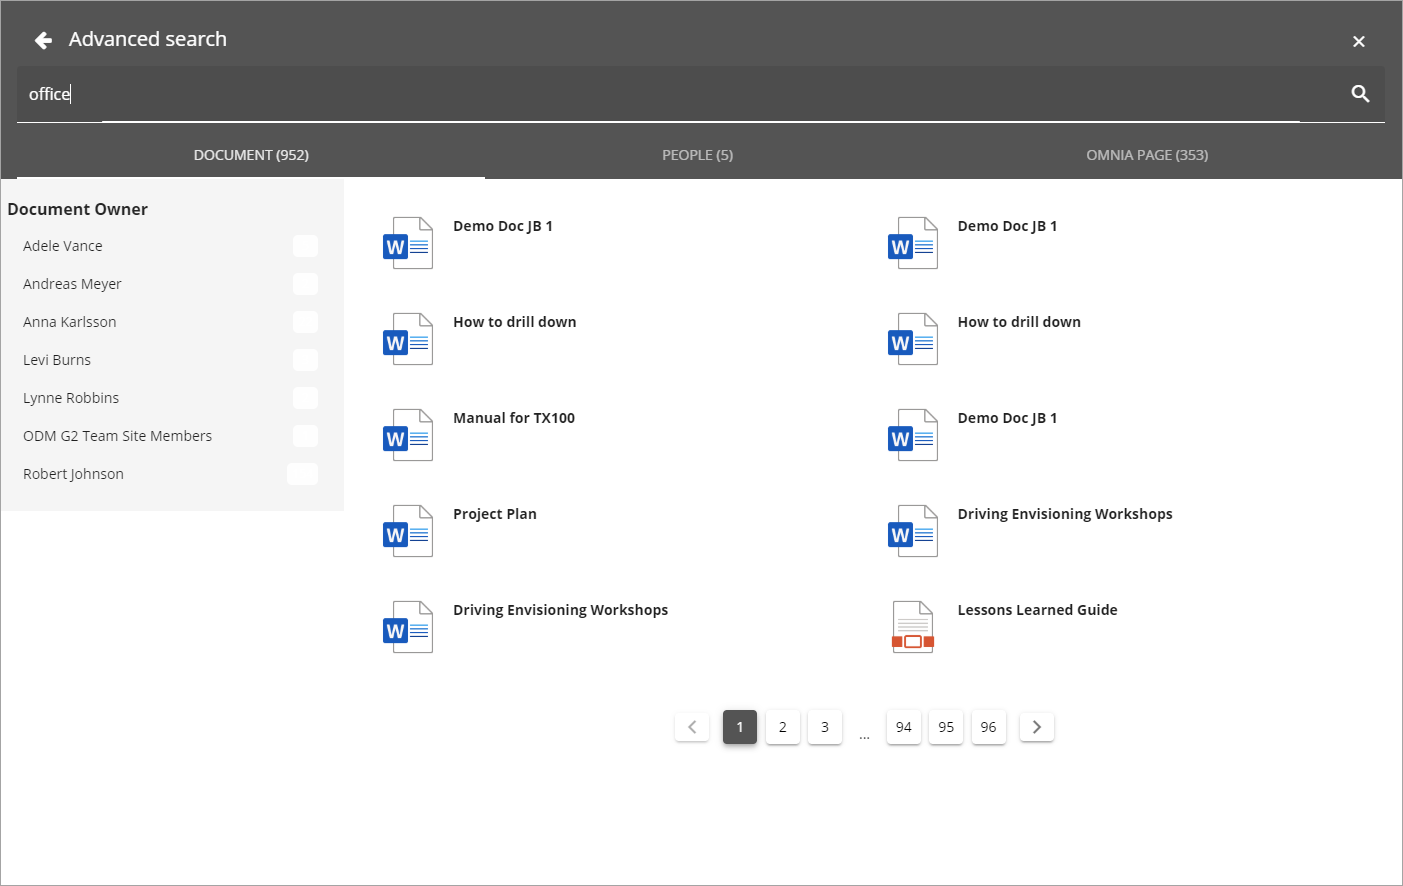 Advanced search
office
DOCUMENT (952)
PEOPLE (5)
OMNIA PAGE (353)
Document Owner
Adele Vance
Andreas Meyer
Anna Karlsson
Levi Burns
Lynne Robbins
ODM G2 Team Site Members
Robert Johnson
W Demo Doc JB 1
W Demo Doc JB 1
W How to drill down
W How to drill down
W Manual for TX100
W Demo Doc JB 1
W Project Plan
W Driving Envisioning Workshops
W Driving Envisioning Workshops
Lessons Learned Guide
1 2 3 ... 94 95 96